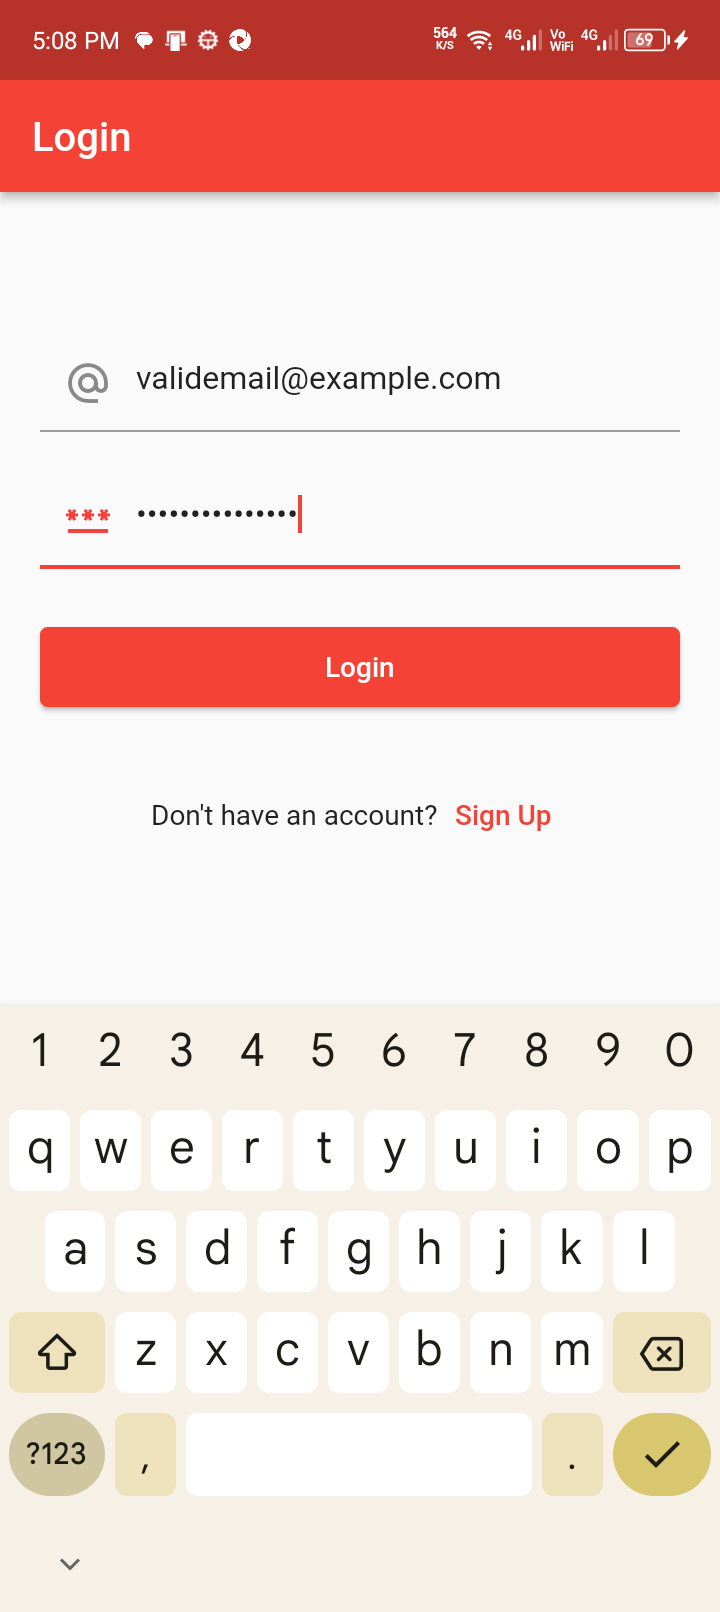 5:08 PM 564 K/S 4G Vo WiFi 4G 69
Login
validemail@example.com
•••••••••••••••
Login
Don't have an account? Sign Up
1 2 3 4 5 6 7 8 9 0
q w e r t y u i o p
a s d f g h j k l
z x c v b n m
?123 , .